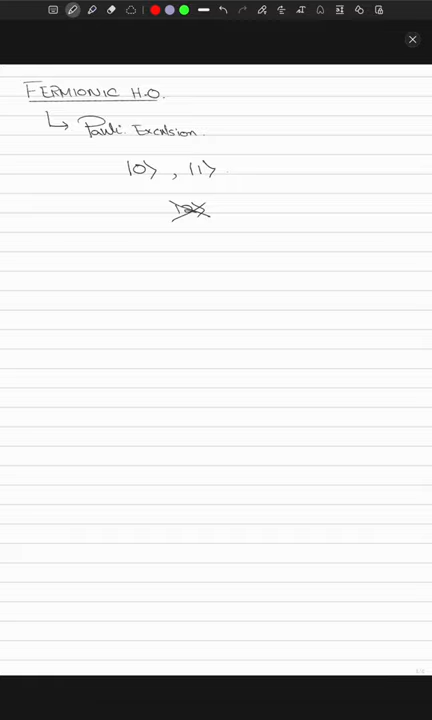 FERMIONIC H.O.
↳ Pauli Exclusion.
|0⟩ , |1⟩